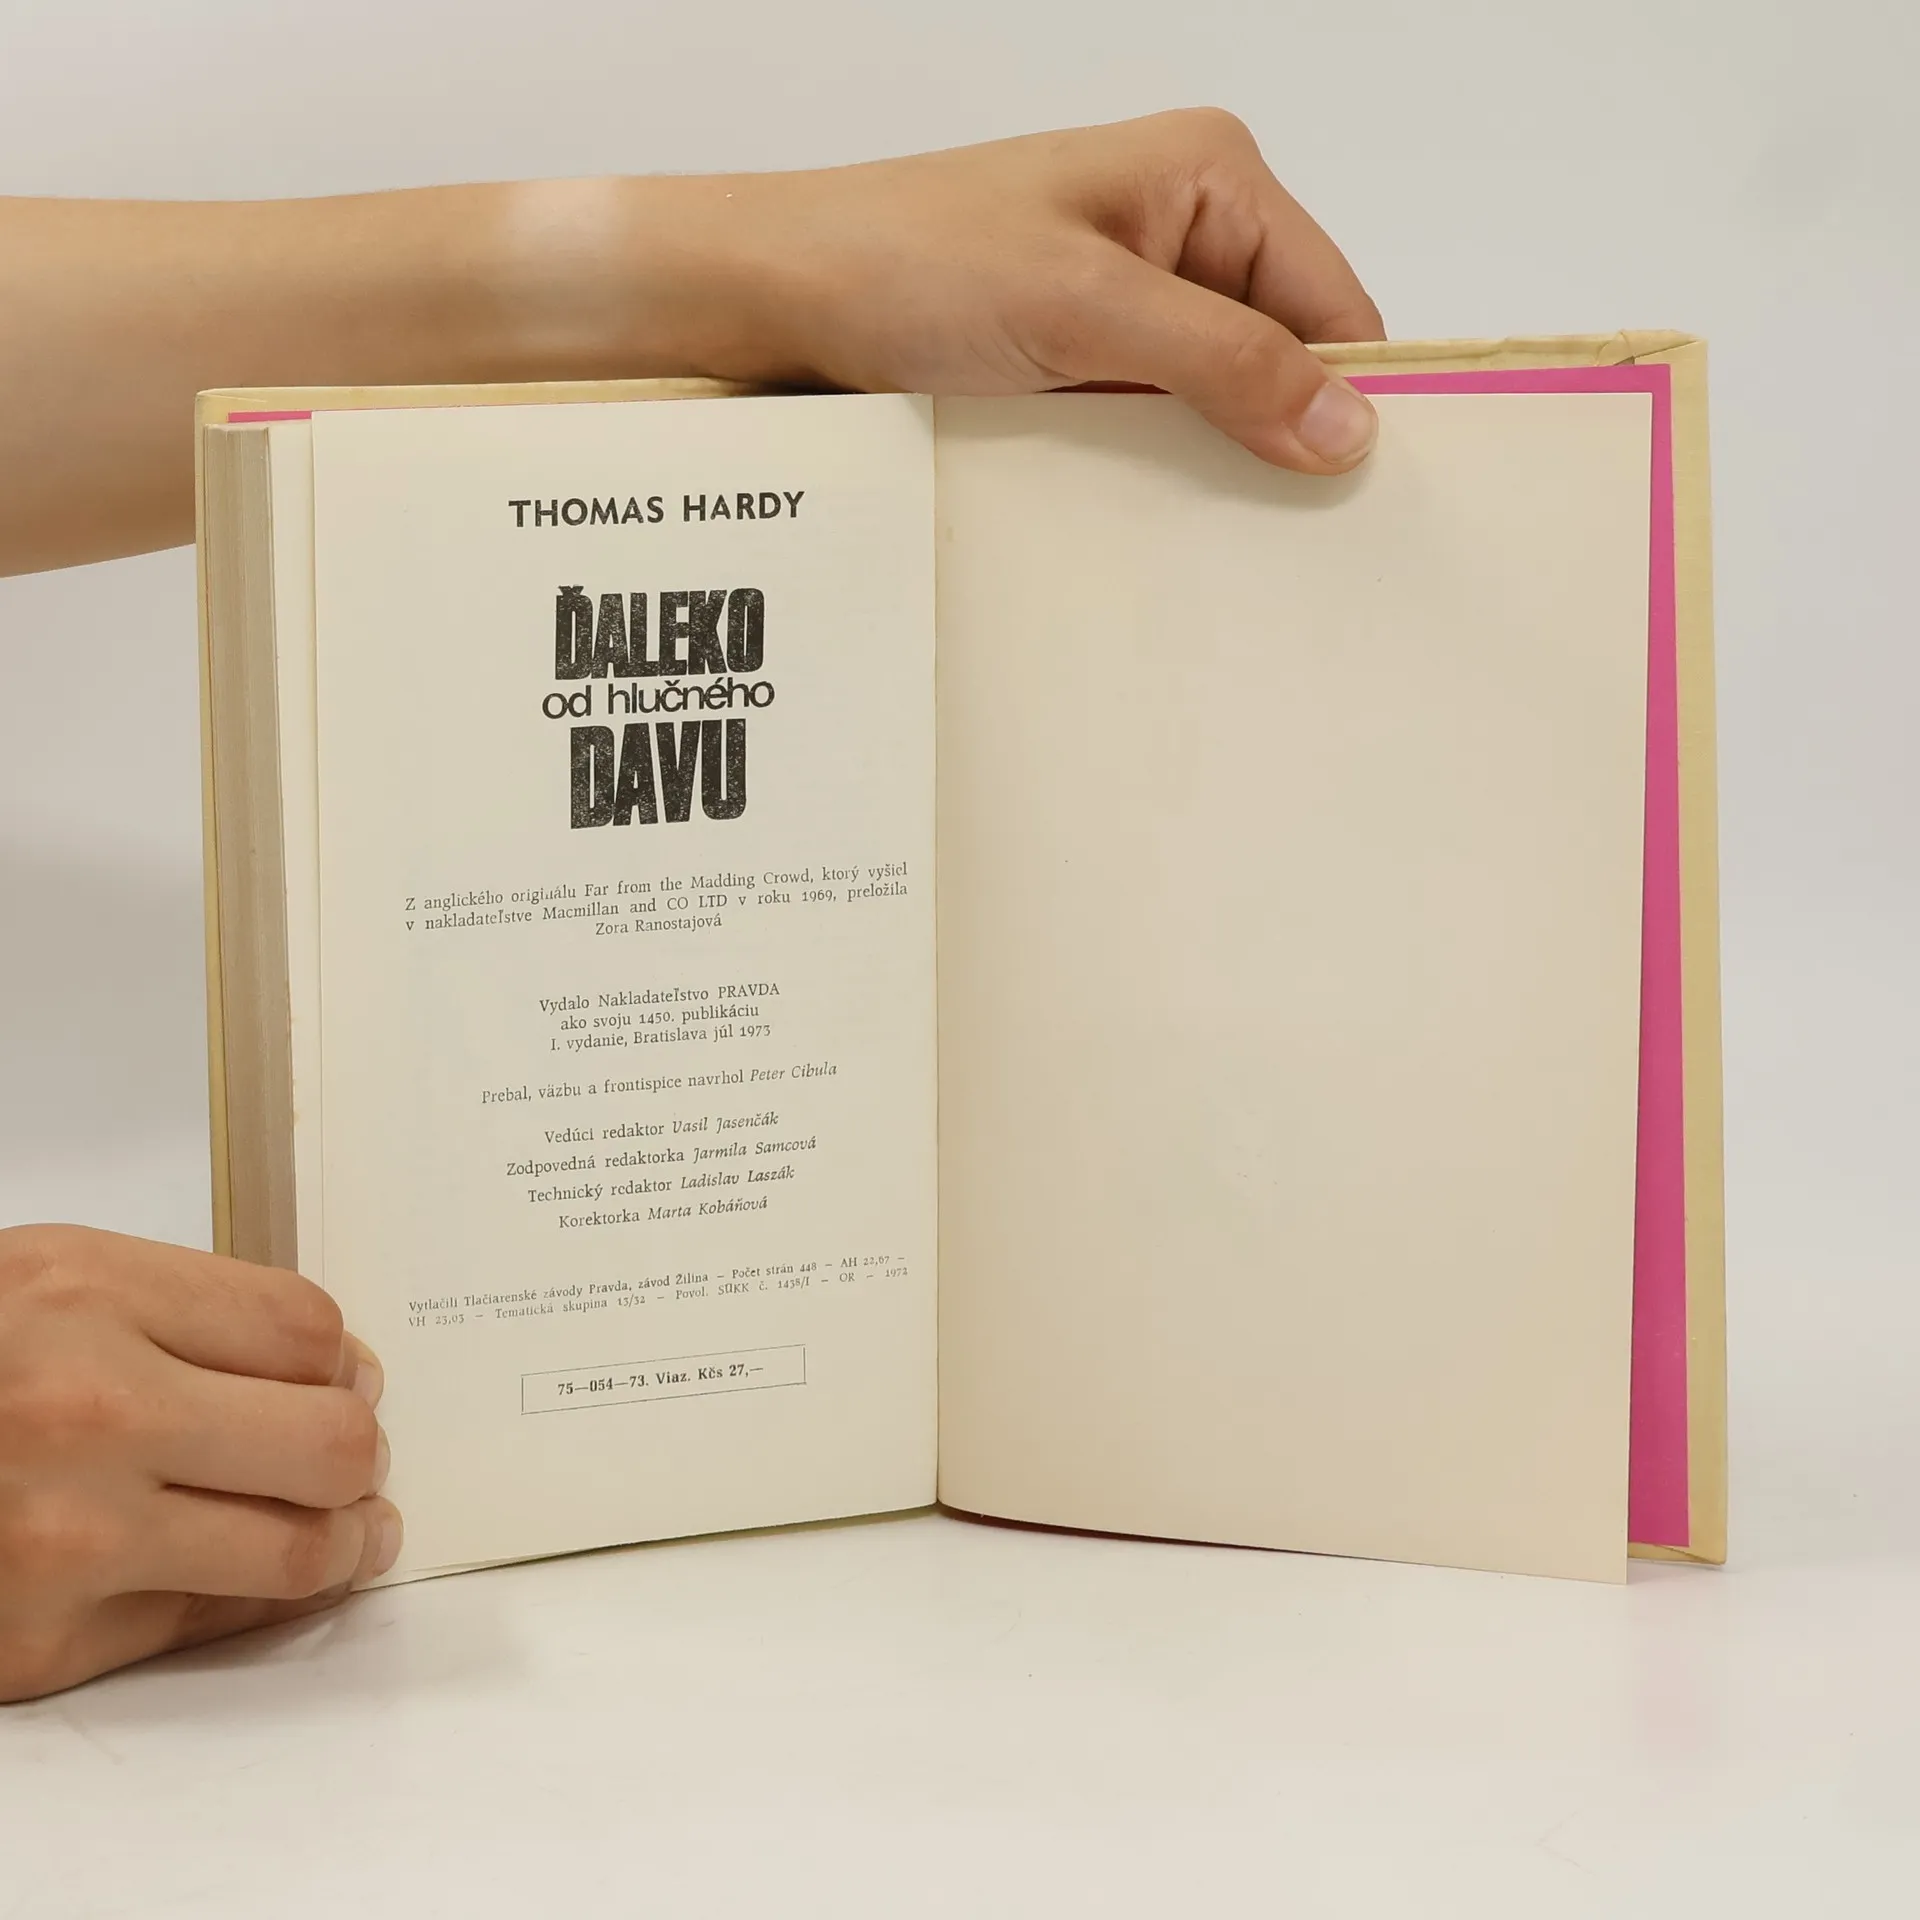 THOMAS HARDY
ĎALEKO
od hlučného
DAVU
Z anglického originálu Far from the Madding Crowd, ktorý vyšiel
v nakladateľstve Macmillan and CO LTD v roku 1969, preložila
Zora Ranostajová
Vydalo Nakladateľstvo PRAVDA
ako svoju 1450. publikáciu
I. vydanie, Bratislava júl 1973
Prebal, väzbu a frontispice navrhol Peter Cibula
Vedúci redaktor Vasil Jasenčák
Zodpovedná redaktorka Jarmila Samcová
Technický redaktor Ladislav Laszák
Korektorka Marta Kobáňová
Vytlačili Tlačiarenské závody Pravda, závod Žilina — Počet strán 448 — AH 22,67 —
VH 23,03 — Tematická skupina 13/32 — Povol. SÚKK č. 1438/I — OR — 1972
75—054—73. Viaz. Kčs 27,—